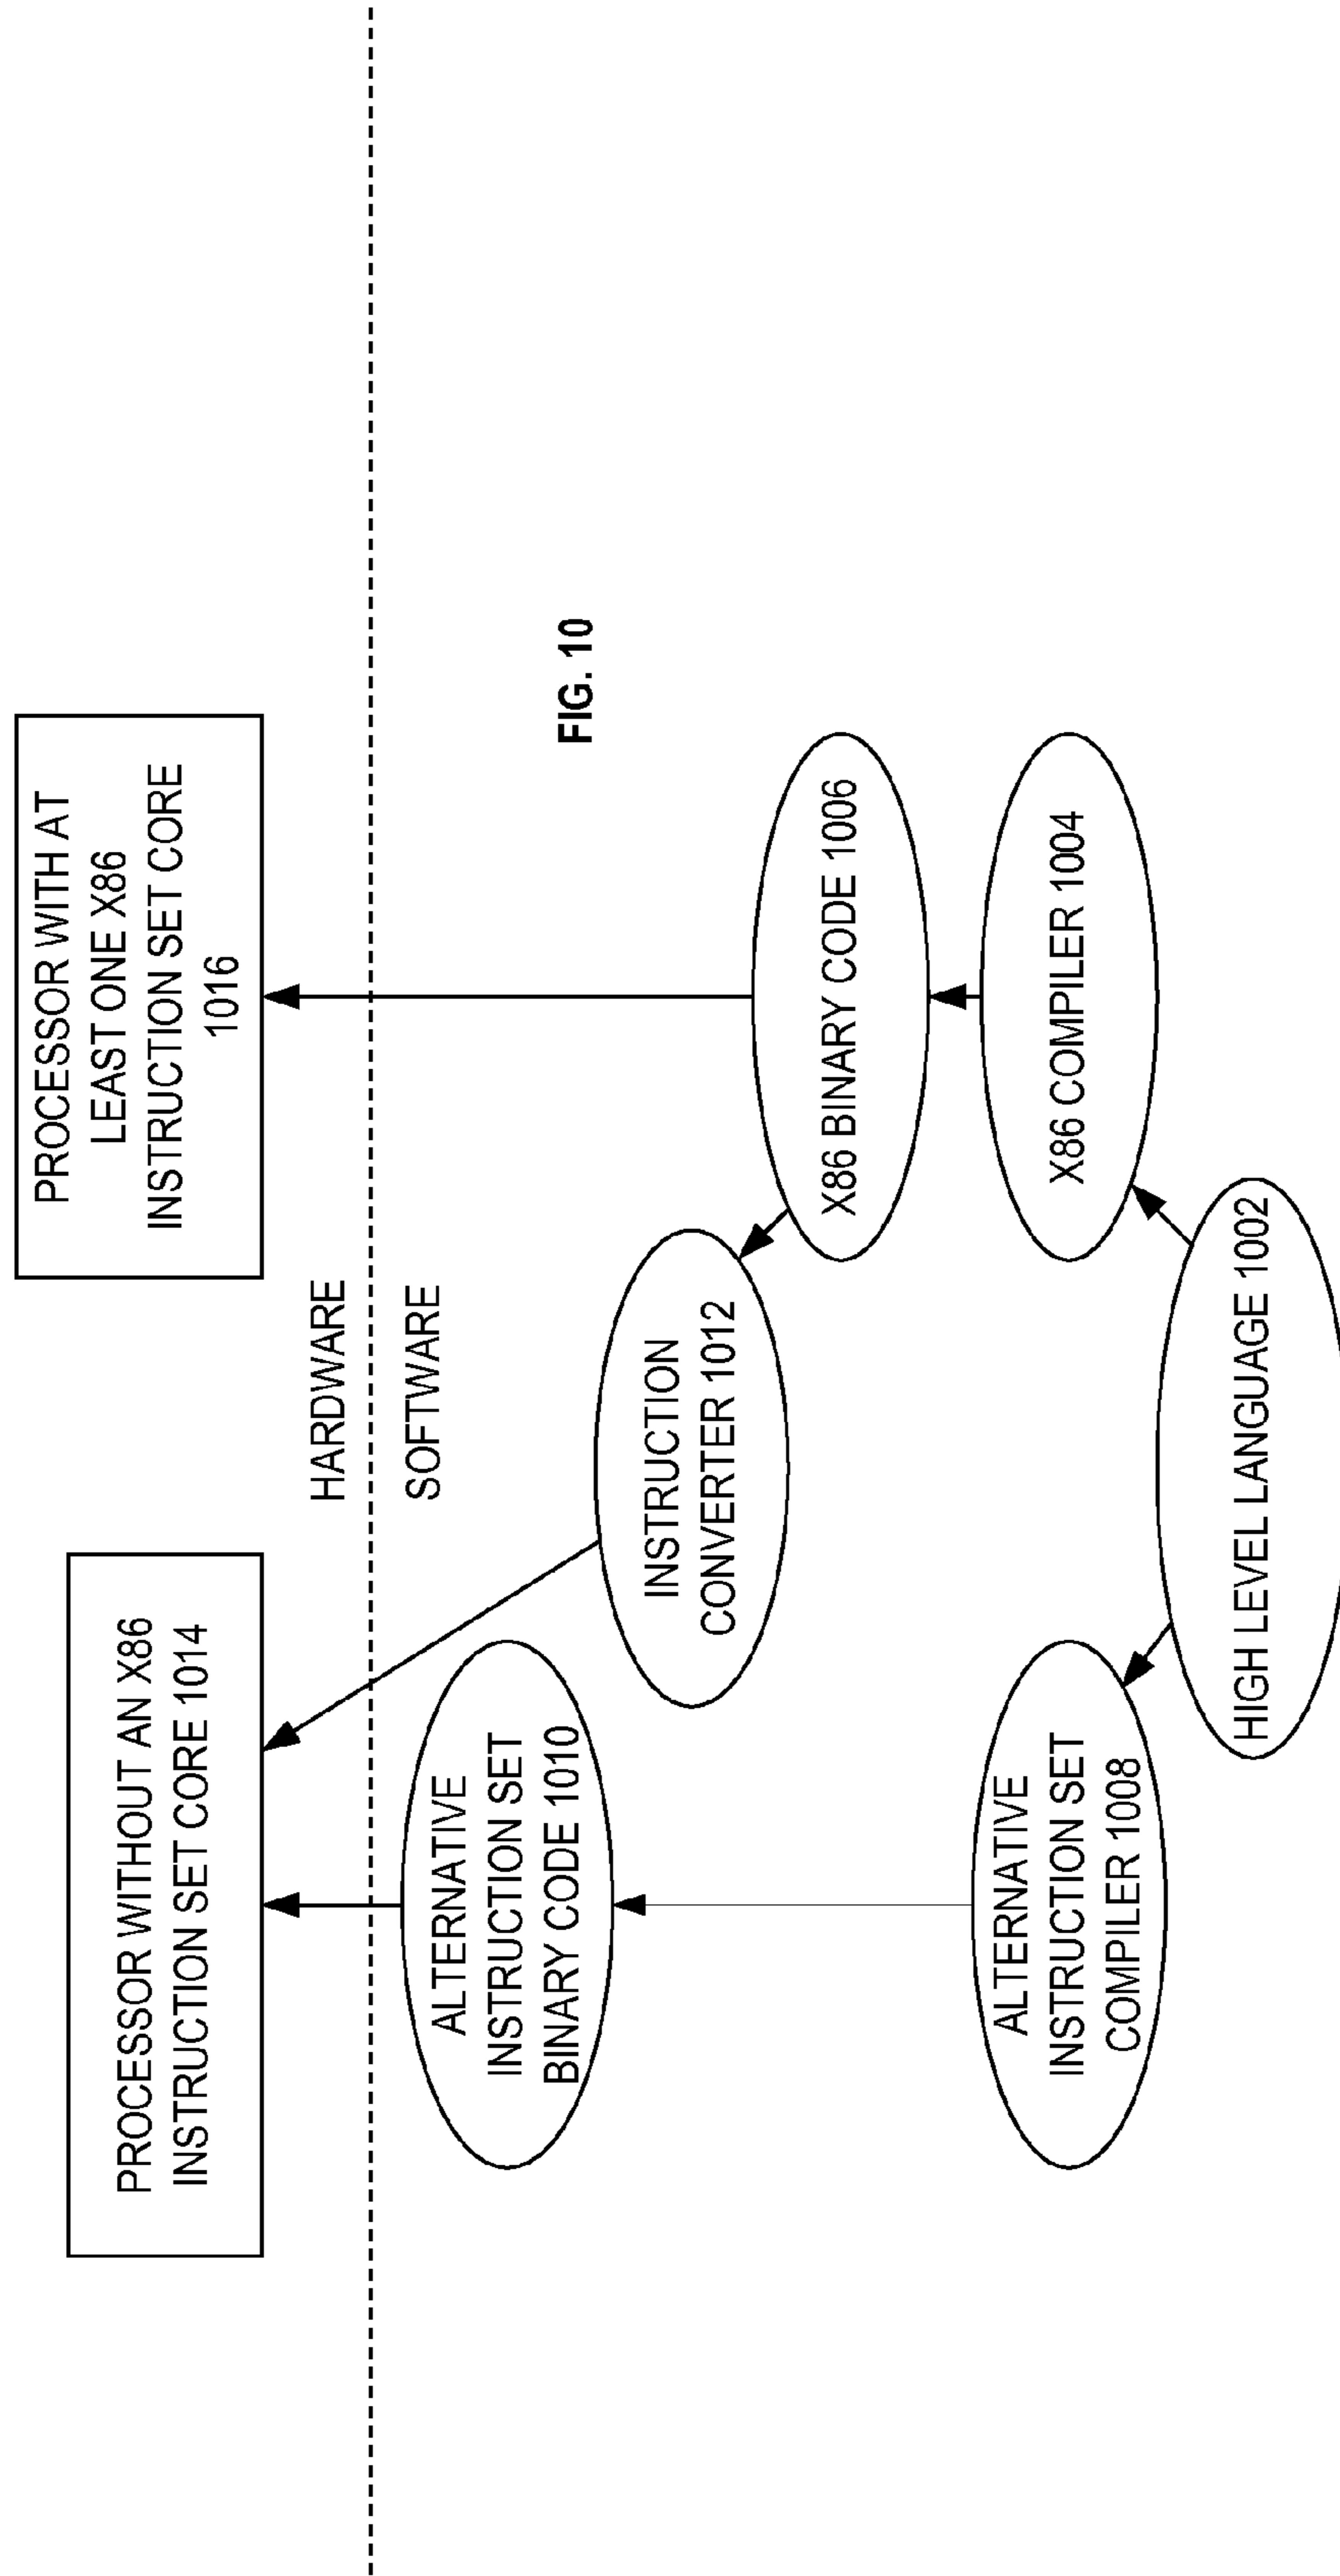 PROCESSOR WITHOUT AN X86
INSTRUCTION SET CORE 1014
PROCESSOR WITH AT
LEAST ONE X86
INSTRUCTION SET CORE
1016
HARDWARE
SOFTWARE
ALTERNATIVE
INSTRUCTION SET
BINARY CODE 1010
FIG. 10
INSTRUCTION
CONVERTER 1012
X86 BINARY CODE 1006
ALTERNATIVE
INSTRUCTION SET
COMPILER 1008
X86 COMPILER 1004
HIGH LEVEL LANGUAGE 1002